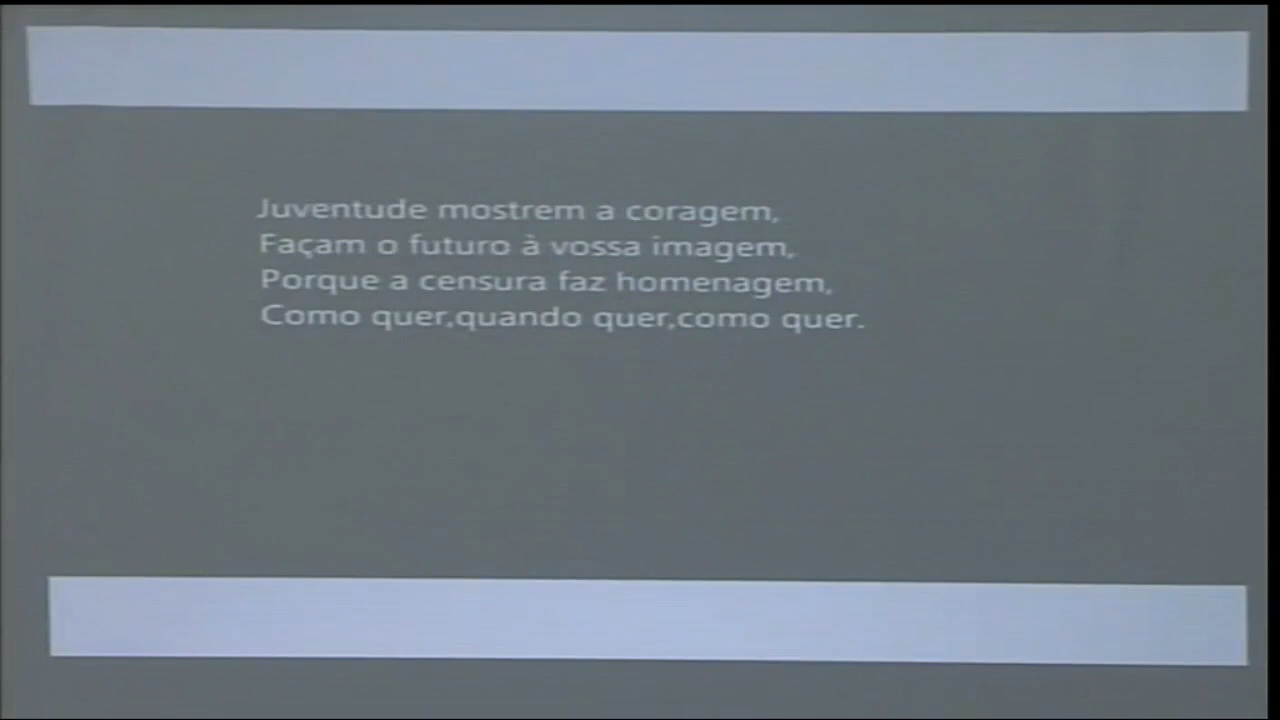 Juventude mostrem a coragem,
Façam o futuro à vossa imagem,
Porque a censura faz homenagem,
Como quer,quando quer,como quer.